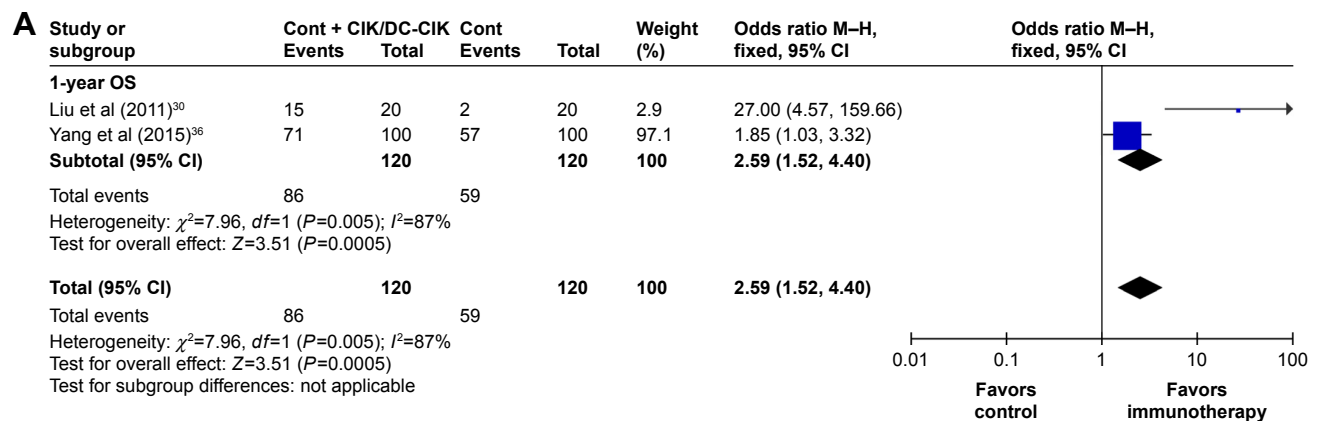 A
Study or Cont + CIK/DC-CIK Cont Weight Odds ratio M–H, Odds ratio M–H,
subgroup Events Total Events Total (%) fixed, 95% CI fixed, 95% CI
1-year OS
Liu et al (2011)³⁰ 15 20 2 20 2.9 27.00 (4.57, 159.66)
Yang et al (2015)³⁶ 71 100 57 100 97.1 1.85 (1.03, 3.32)
Subtotal (95% CI) 120 120 100 2.59 (1.52, 4.40)
Total events 86 59
Heterogeneity: χ²=7.96, df=1 (P=0.005); I²=87%
Test for overall effect: Z=3.51 (P=0.0005)
Total (95% CI) 120 120 100 2.59 (1.52, 4.40)
Total events 86 59
Heterogeneity: χ²=7.96, df=1 (P=0.005); I²=87%
Test for overall effect: Z=3.51 (P=0.0005)
Test for subgroup differences: not applicable
0.01 0.1 1 10 100
Favors Favors
control immunotherapy